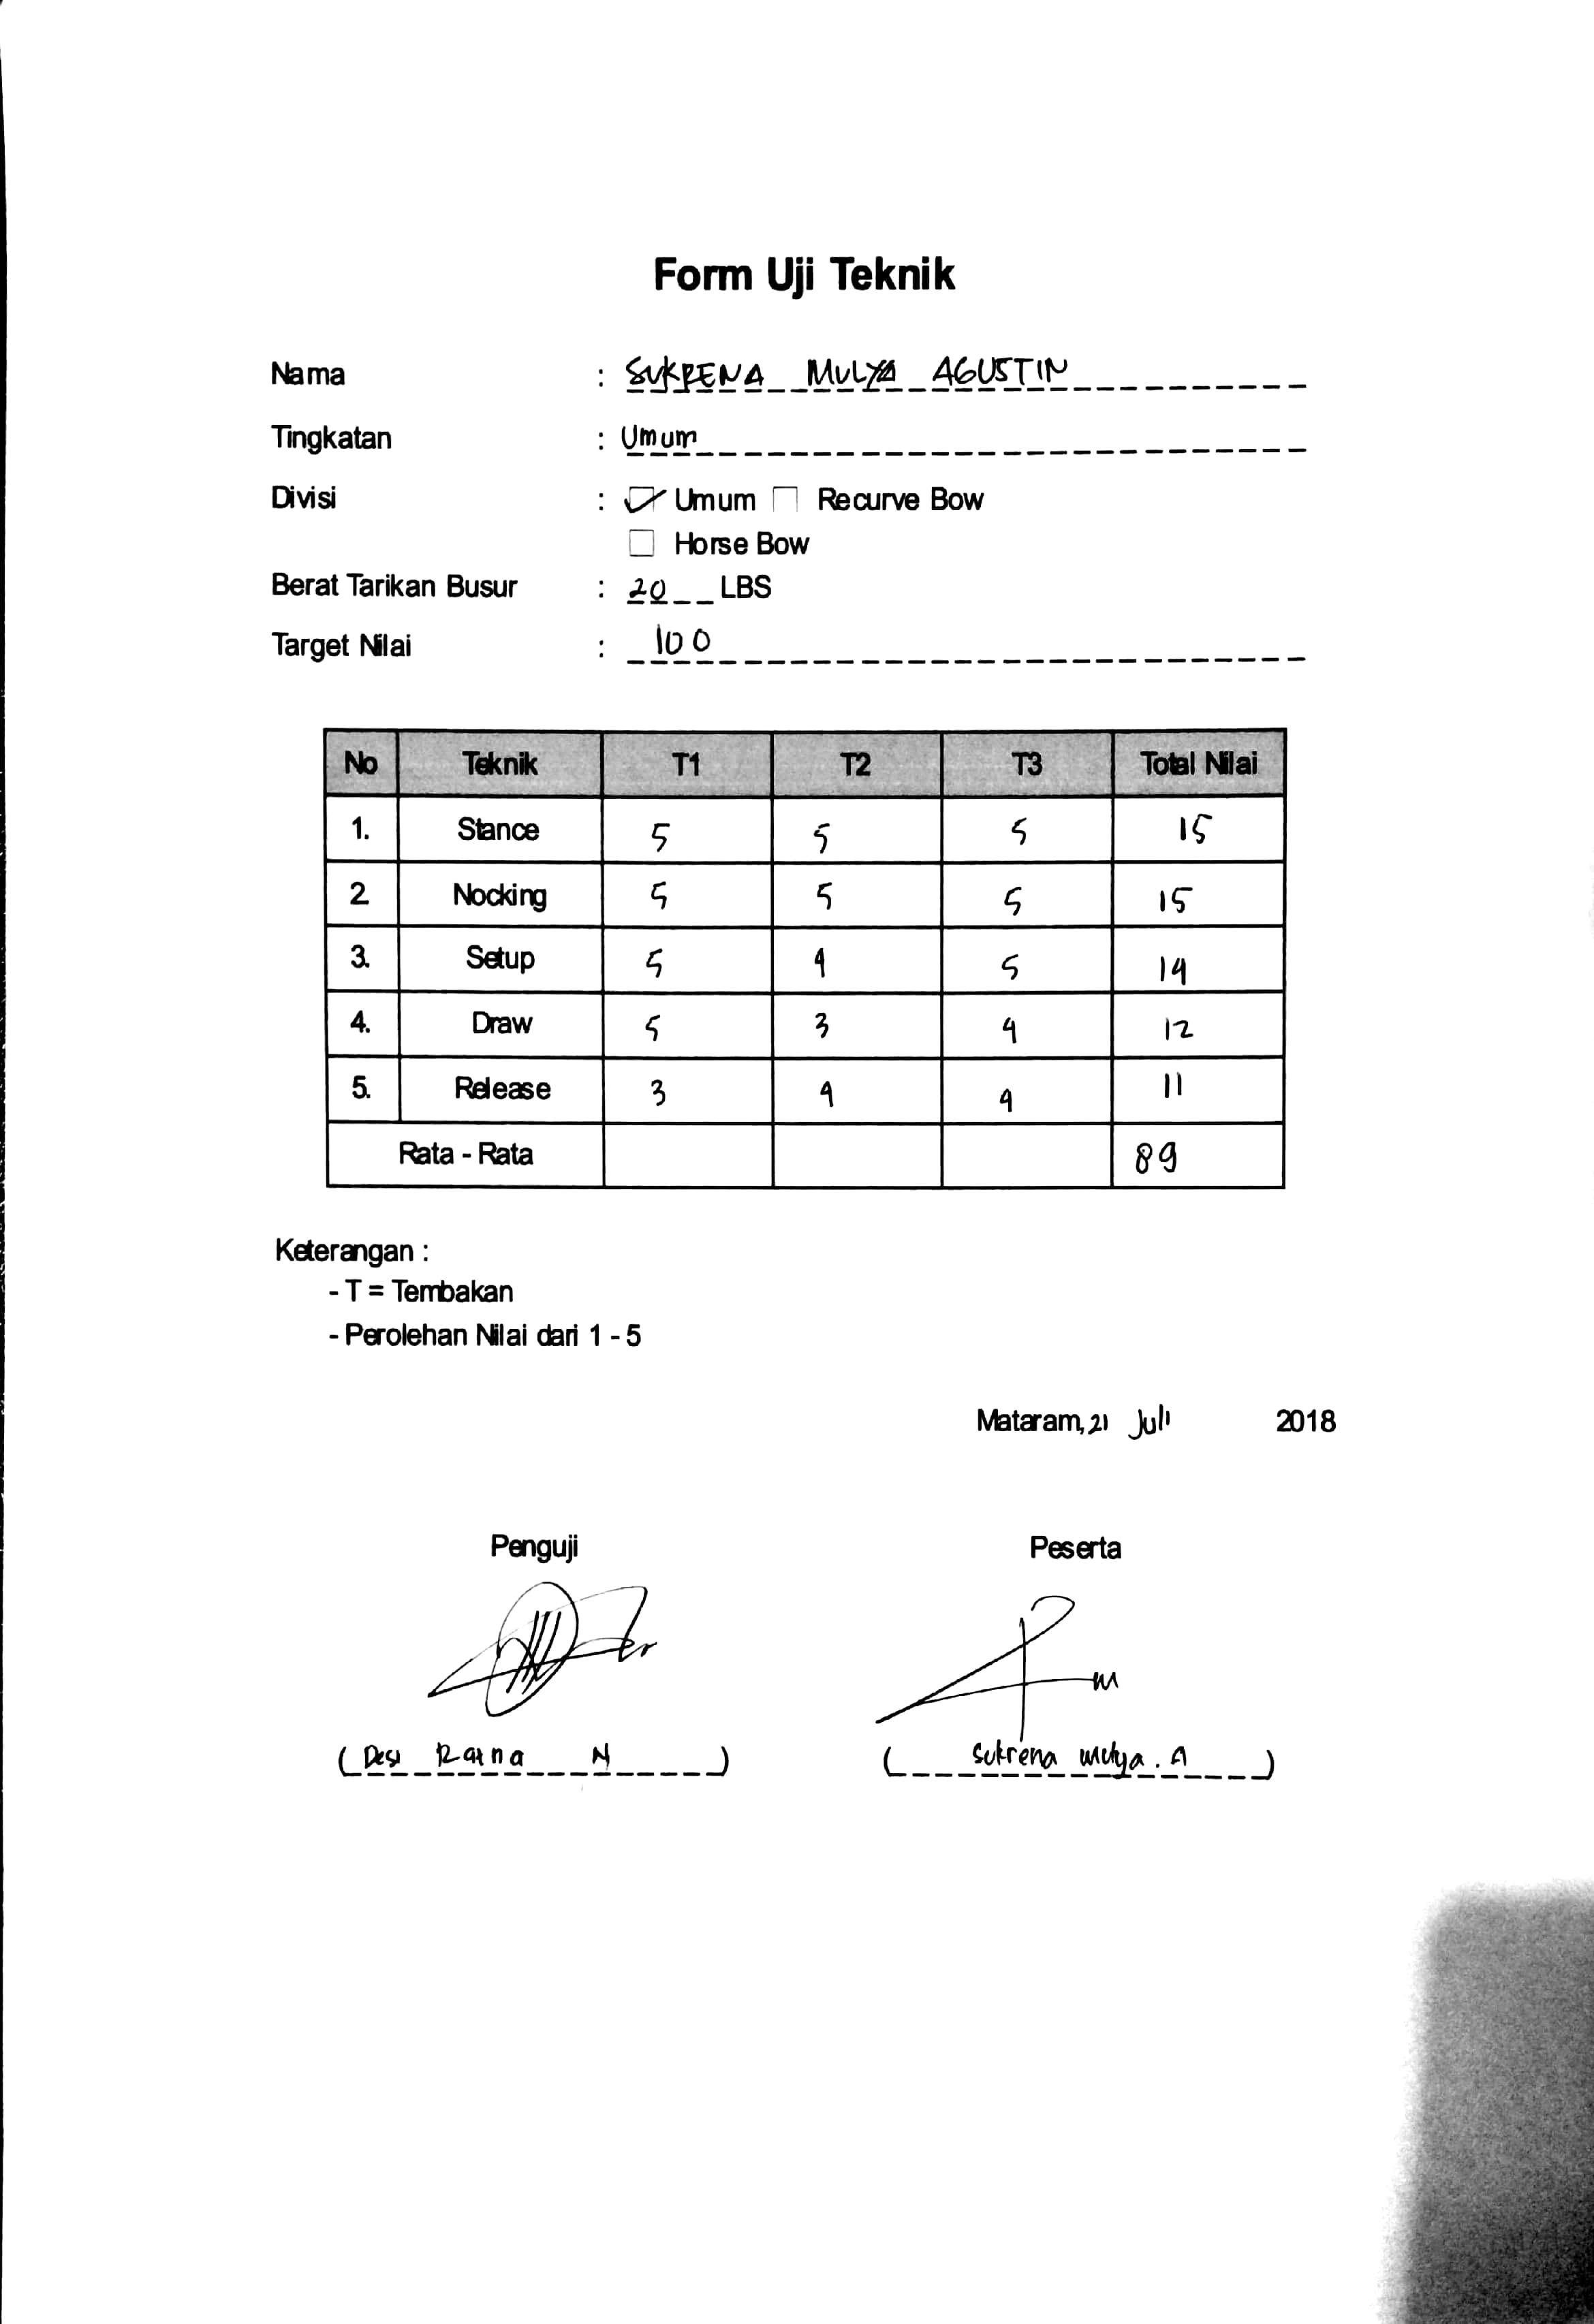 Form Uji Teknik
Nama : SUKRENA MULYA AGUSTIN
Tingkatan : Umum
Divisi : Umum Recurve Bow
Horse Bow
Berat Tarikan Busur : 20 LBS
Target Nilai : 100
No Teknik T1 T2 T3 Total Nilai
1. Stance 5 5 5 15
2. Nocking 5 5 5 15
3. Setup 5 4 5 14
4. Draw 5 3 4 12
5. Release 3 4 4 11
Rata - Rata 89
Keterangan :
- T = Tembakan
- Perolehan Nilai dari 1 - 5
Mataram, 21 Juli 2018
Penguji Peserta
( Desi Ratna N ) ( Sukrena mulya . A )